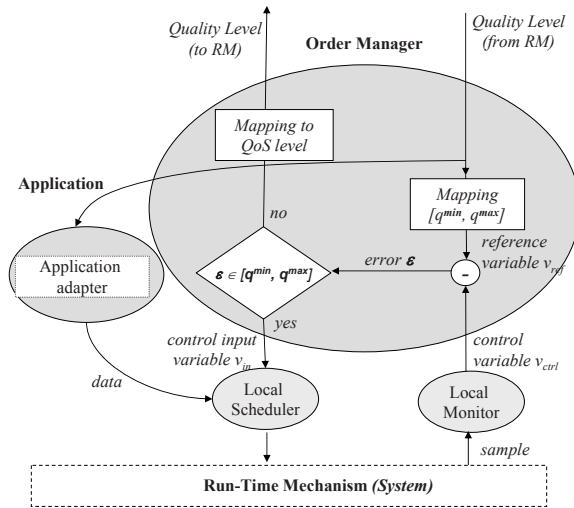 Quality Level
(to RM)
Quality Level
(from RM)
Order Manager
Mapping to
QoS level
Application
Mapping
[q^min, q^max]
no
reference
variable v_ref
Application
adapter
ε ∈ [q^min, q^max]
error ε
-
yes
control input
variable v_in
control
variable v_ctrl
data
Local
Scheduler
Local
Monitor
sample
Run-Time Mechanism (System)